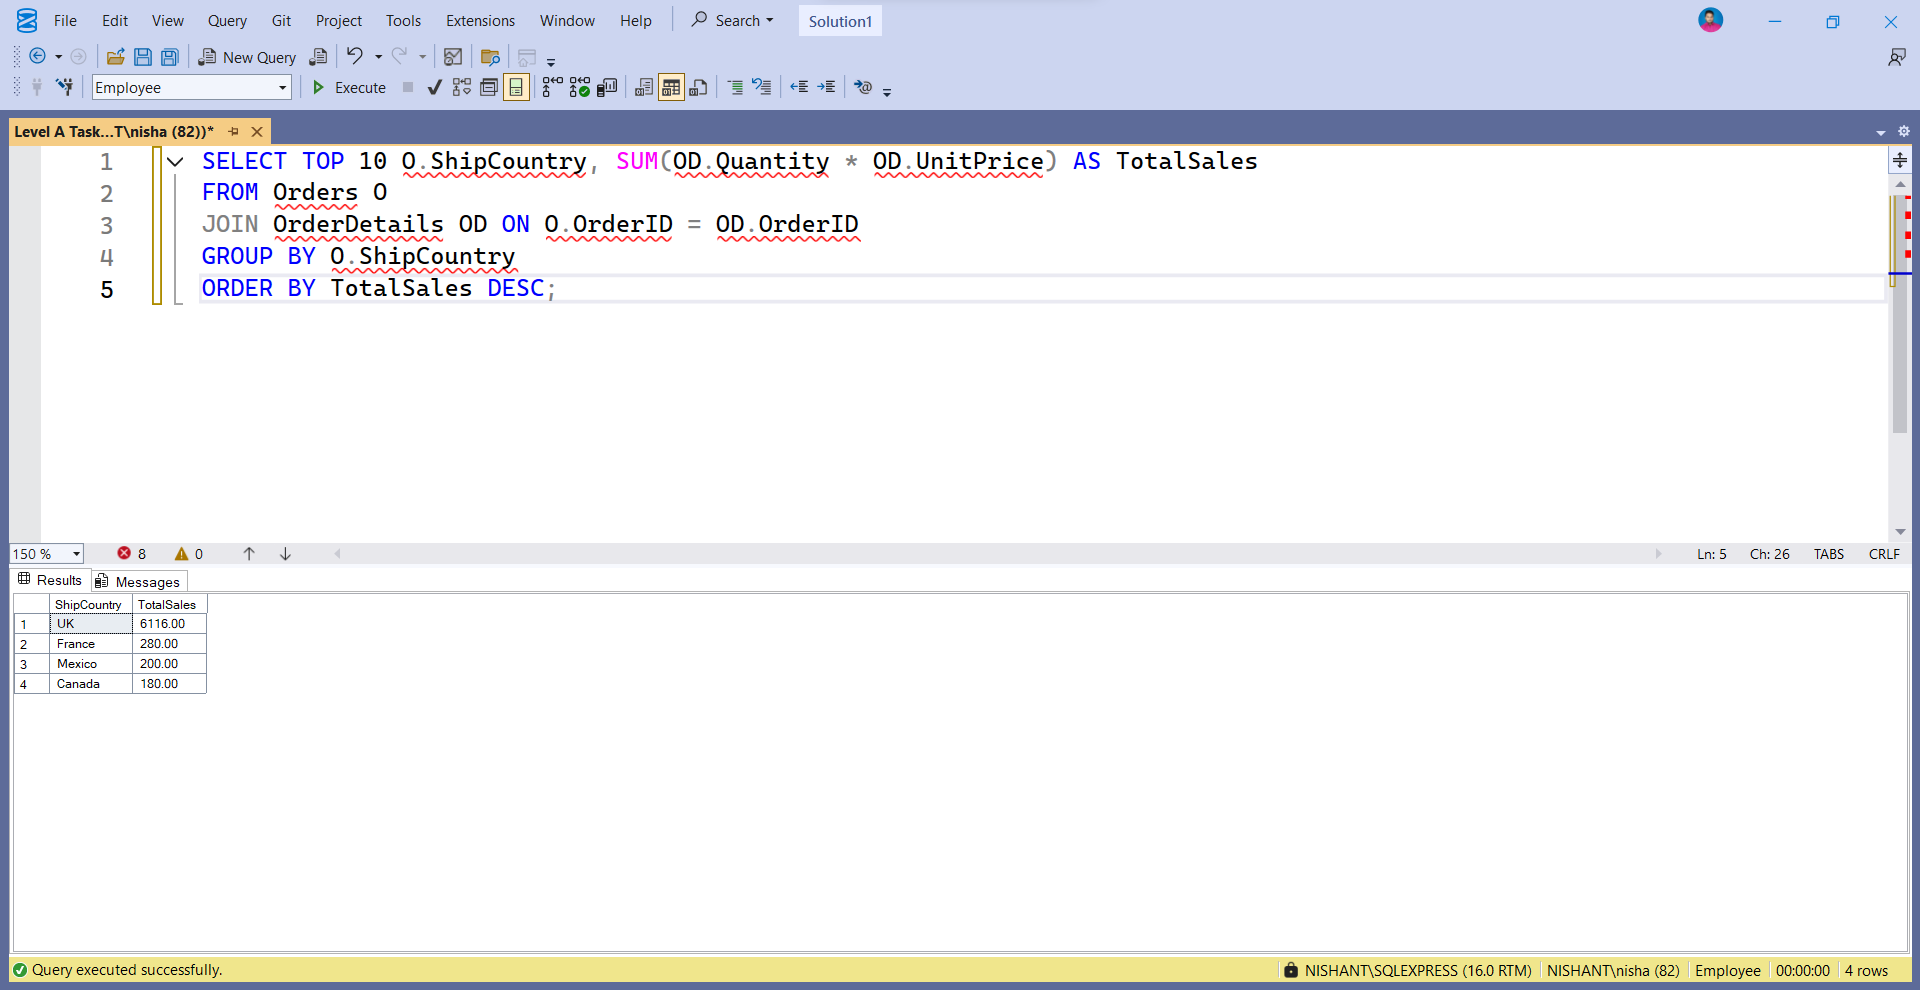 File Edit View Query Git Project Tools Extensions Window Help Search Solution1
New Query
Employee Execute
Level A Task...T\nisha (82))*
1 SELECT TOP 10 O.ShipCountry, SUM(OD.Quantity * OD.UnitPrice) AS TotalSales
2 FROM Orders O
3 JOIN OrderDetails OD ON O.OrderID = OD.OrderID
4 GROUP BY O.ShipCountry
5 ORDER BY TotalSales DESC;
150 % 8 0 Ln: 5 Ch: 26 TABS CRLF
Results Messages
ShipCountry TotalSales
1 UK 6116.00
2 France 280.00
3 Mexico 200.00
4 Canada 180.00
Query executed successfully. NISHANT\SQLEXPRESS (16.0 RTM) NISHANT\nisha (82) Employee 00:00:00 4 rows